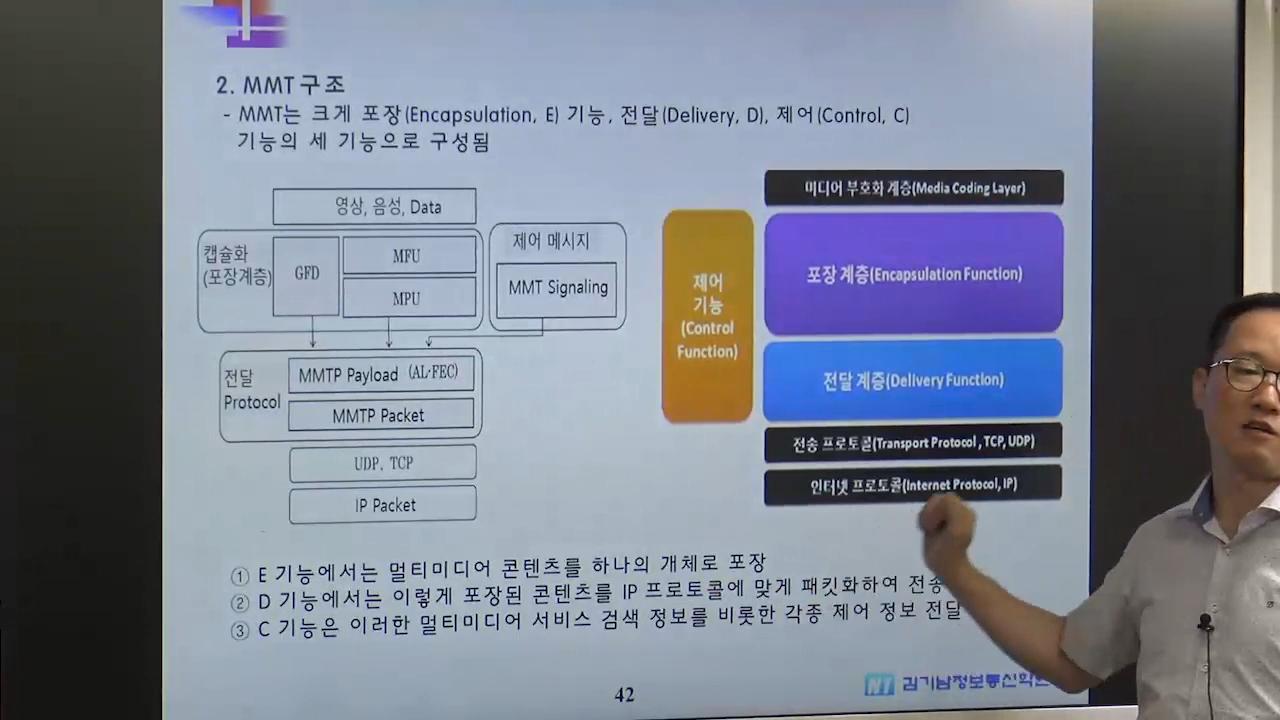 2. MMT 구조
- MMT는 크게 포장(Encapsulation, E) 기능, 전달(Delivery, D), 제어(Control, C)
기능의 세 기능으로 구성됨
영상, 음성, Data
캡슐화
(포장계층)
GFD
MFU
MPU
제어 메시지
MMT Signaling
전달
Protocol
MMTP Payload (AL-FEC)
MMTP Packet
UDP, TCP
IP Packet
제어
기능
(Control
Function)
미디어 부호화 계층(Media Coding Layer)
포장 계층(Encapsulation Function)
전달 계층(Delivery Function)
전송 프로토콜(Transport Protocol , TCP, UDP)
인터넷 프로토콜(Internet Protocol, IP)
① E 기능에서는 멀티미디어 콘텐츠를 하나의 개체로 포장
② D 기능에서는 이렇게 포장된 콘텐츠를 IP 프로토콜에 맞게 패킷화하여 전송
③ C 기능은 이러한 멀티미디어 서비스 검색 정보를 비롯한 각종 제어 정보 전달
NT 김기남정보통신학
42